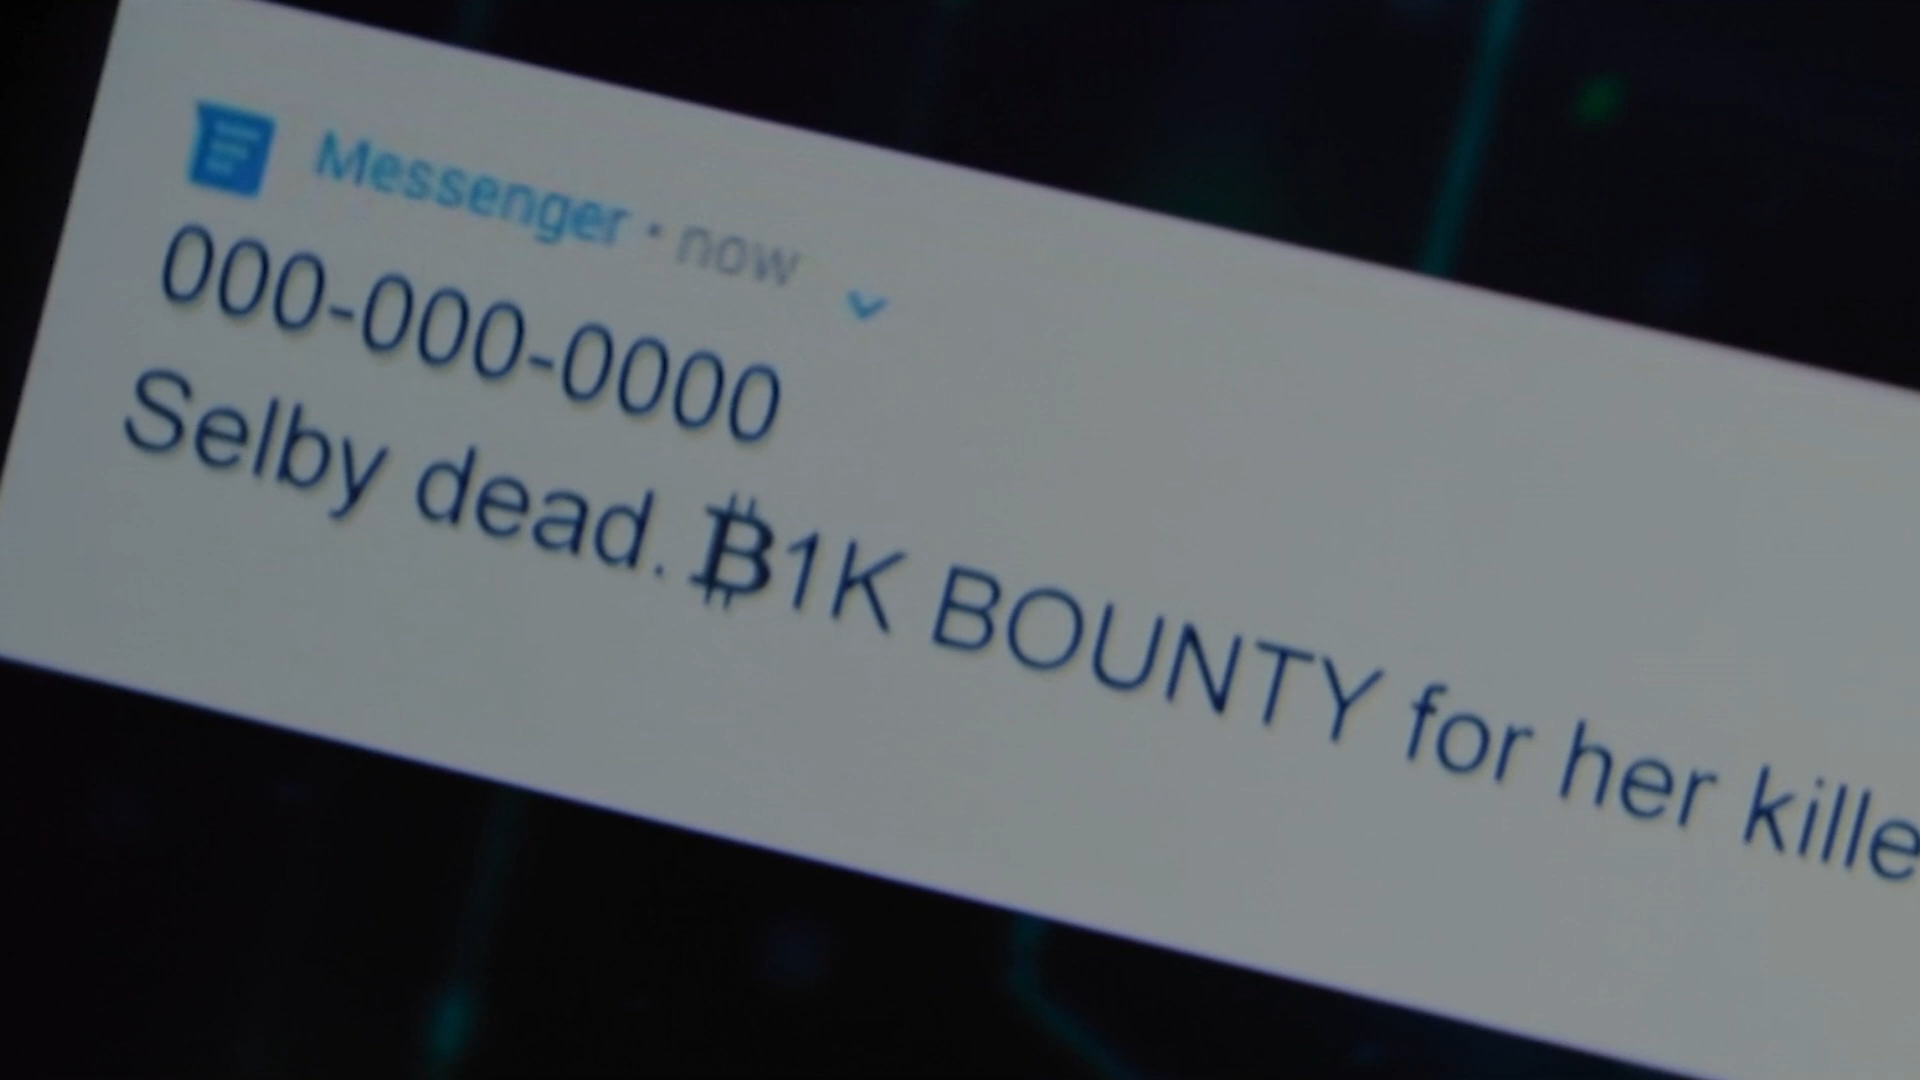 Messenger · now
000-000-0000
Selby dead. ₿1K BOUNTY for her kille